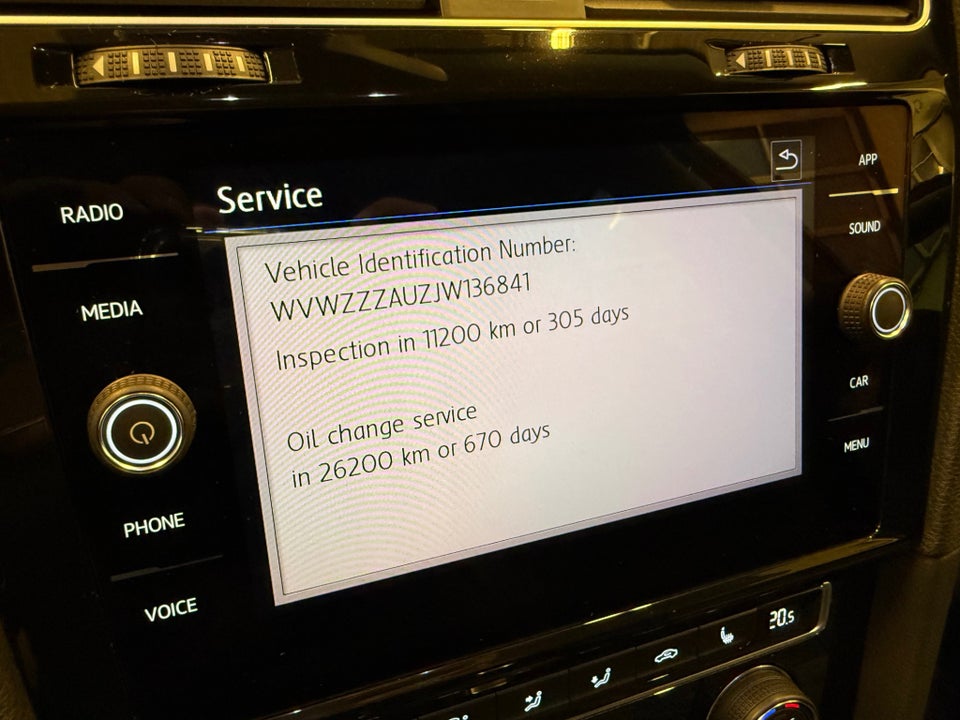 RADIO
MEDIA
PHONE
VOICE
Service
Vehicle Identification Number:
WVWZZZAUZJW136841
Inspection in 11200 km or 305 days
Oil change service
in 26200 km or 670 days
APP
SOUND
CAR
MENU
20.5